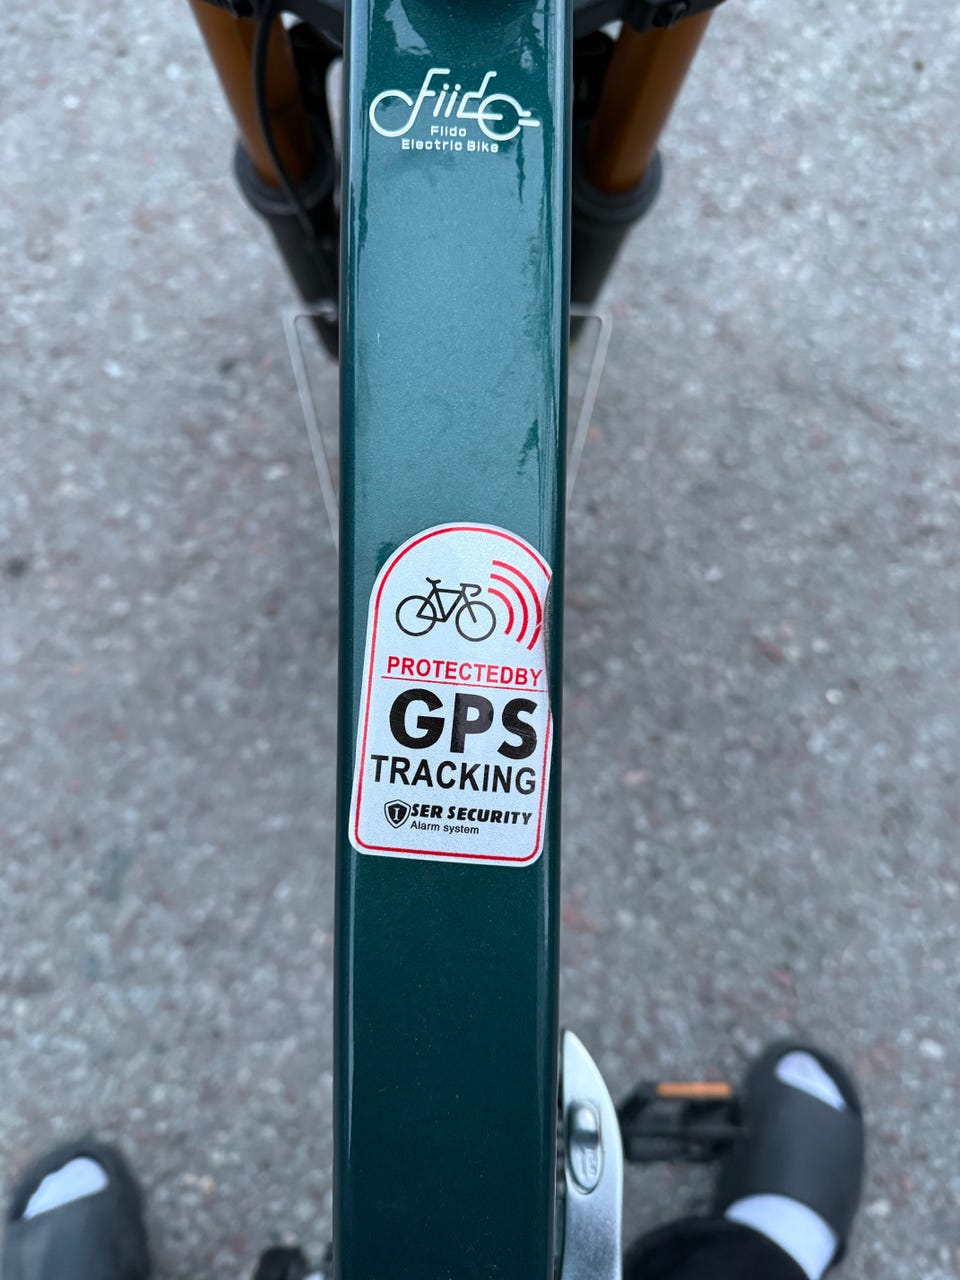 Fiido
Fiido
Electric Bike
PROTECTEDBY
GPS
TRACKING
I SER SECURITY
Alarm system